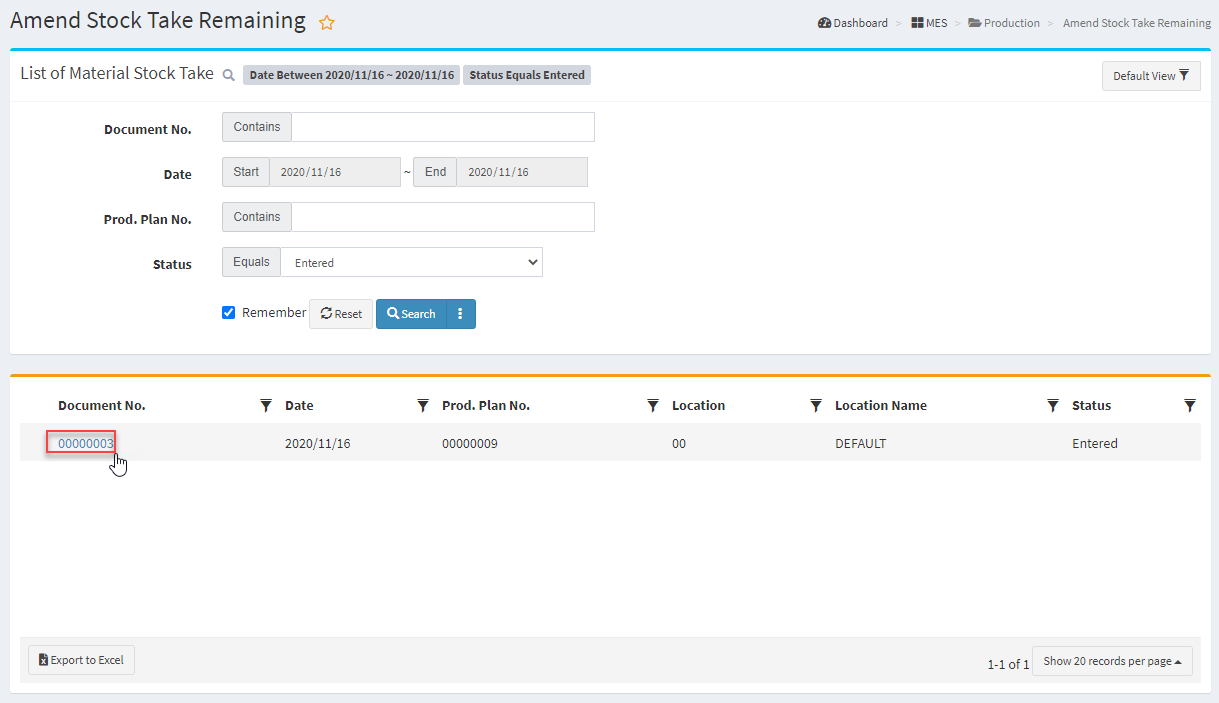 Amend Stock Take Remaining
Dashboard > MES > Production > Amend Stock Take Remaining
List of Material Stock Take Date Between 2020/11/16 ~ 2020/11/16 Status Equals Entered Default View
Document No. Contains
Date Start 2020/11/16 ~ End 2020/11/16
Prod. Plan No. Contains
Status Equals Entered
Remember Reset Search
Document No. Date Prod. Plan No. Location Location Name Status
00000003 2020/11/16 00000009 00 DEFAULT Entered
Export to Excel 1-1 of 1 Show 20 records per page